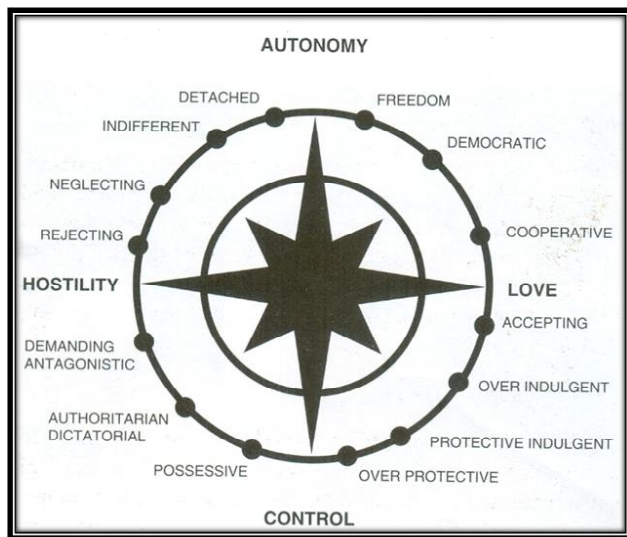 AUTONOMY
DETACHED
FREEDOM
INDIFFERENT
DEMOCRATIC
NEGLECTING
COOPERATIVE
REJECTING
HOSTILITY
LOVE
ACCEPTING
DEMANDING
ANTAGONISTIC
OVER INDULGENT
AUTHORITARIAN
DICTATORIAL
PROTECTIVE INDULGENT
POSSESSIVE
OVER PROTECTIVE
CONTROL